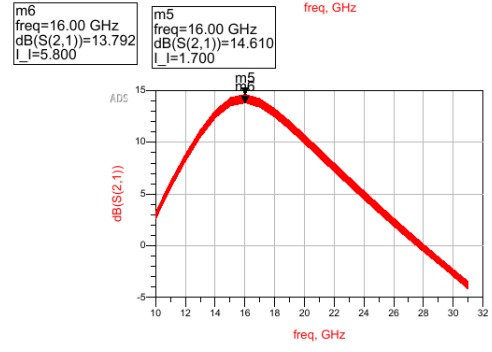 freq, GHz
m6
freq=16.00 GHz
dB(S(2,1))=13.792
I_I=5.800
m5
freq=16.00 GHz
dB(S(2,1))=14.610
I_I=1.700
ADS
m5
m6
15
10
5
0
-5
dB(S(2,1))
10 12 14 16 18 20 22 24 26 28 30 32
freq, GHz